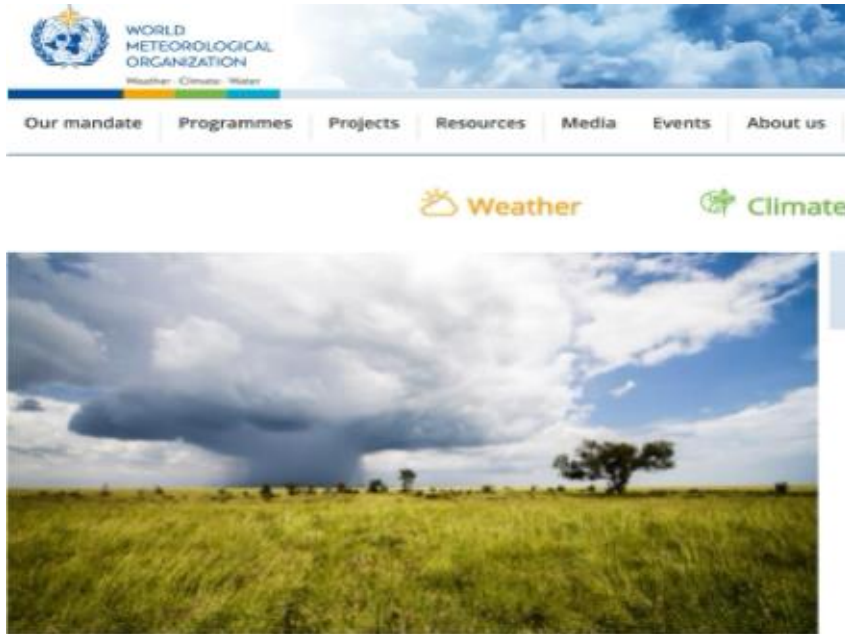 WORLD
METEOROLOGICAL
ORGANIZATION
Weather · Climate · Water
Our mandate Programmes Projects Resources Media Events About us
Weather Climate